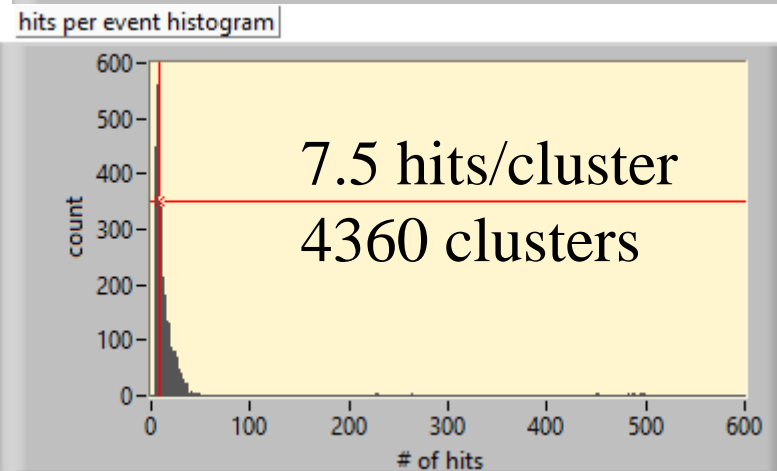 hits per event histogram
600
500
400
300
200
100
0
count
7.5 hits/cluster
4360 clusters
0 100 200 300 400 500 600
# of hits